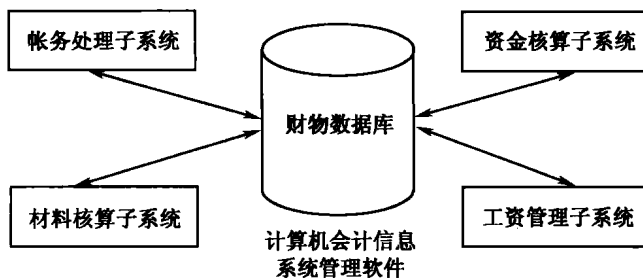 帐务处理子系统
资金核算子系统
财物数据库
材料核算子系统
工资管理子系统
计算机会计信息
系统管理软件